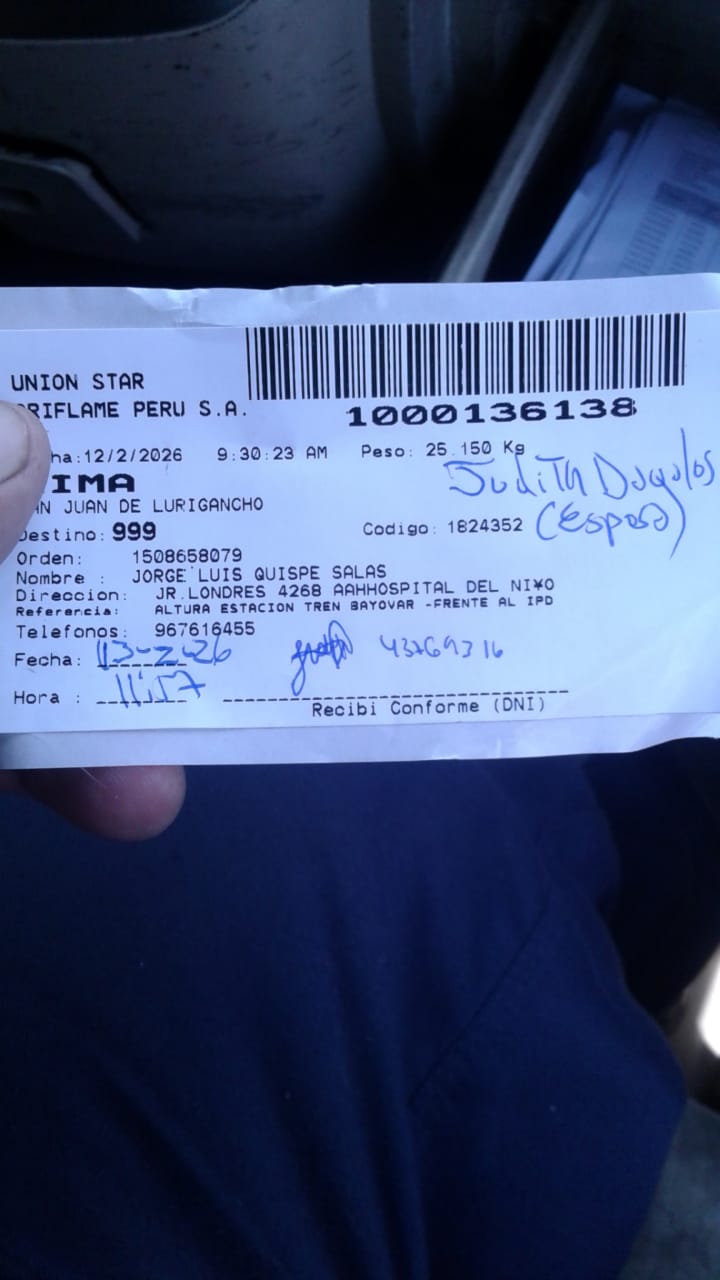 UNION STAR
ORIFLAME PERU S.A.
1000136138
ha:12/2/2026 9:30:23 AM Peso: 25.150 Kg
IMA
AN JUAN DE LURIGANCHO
Judith
Destino: 999 Codigo: 1824352 (Esposa)
Orden: 1508658079
Nombre : JORGE LUIS QUISPE SALAS
Direccion: JR.LONDRES 4268 AAHHOSPITAL DEL NI¥O
Referencia: ALTURA ESTACION TREN BAYOVAR -FRENTE AL IPD
Telefonos: 967616455
Fecha: 13-2-26 43769316
Hora : 11:57
Recibi Conforme (DNI)